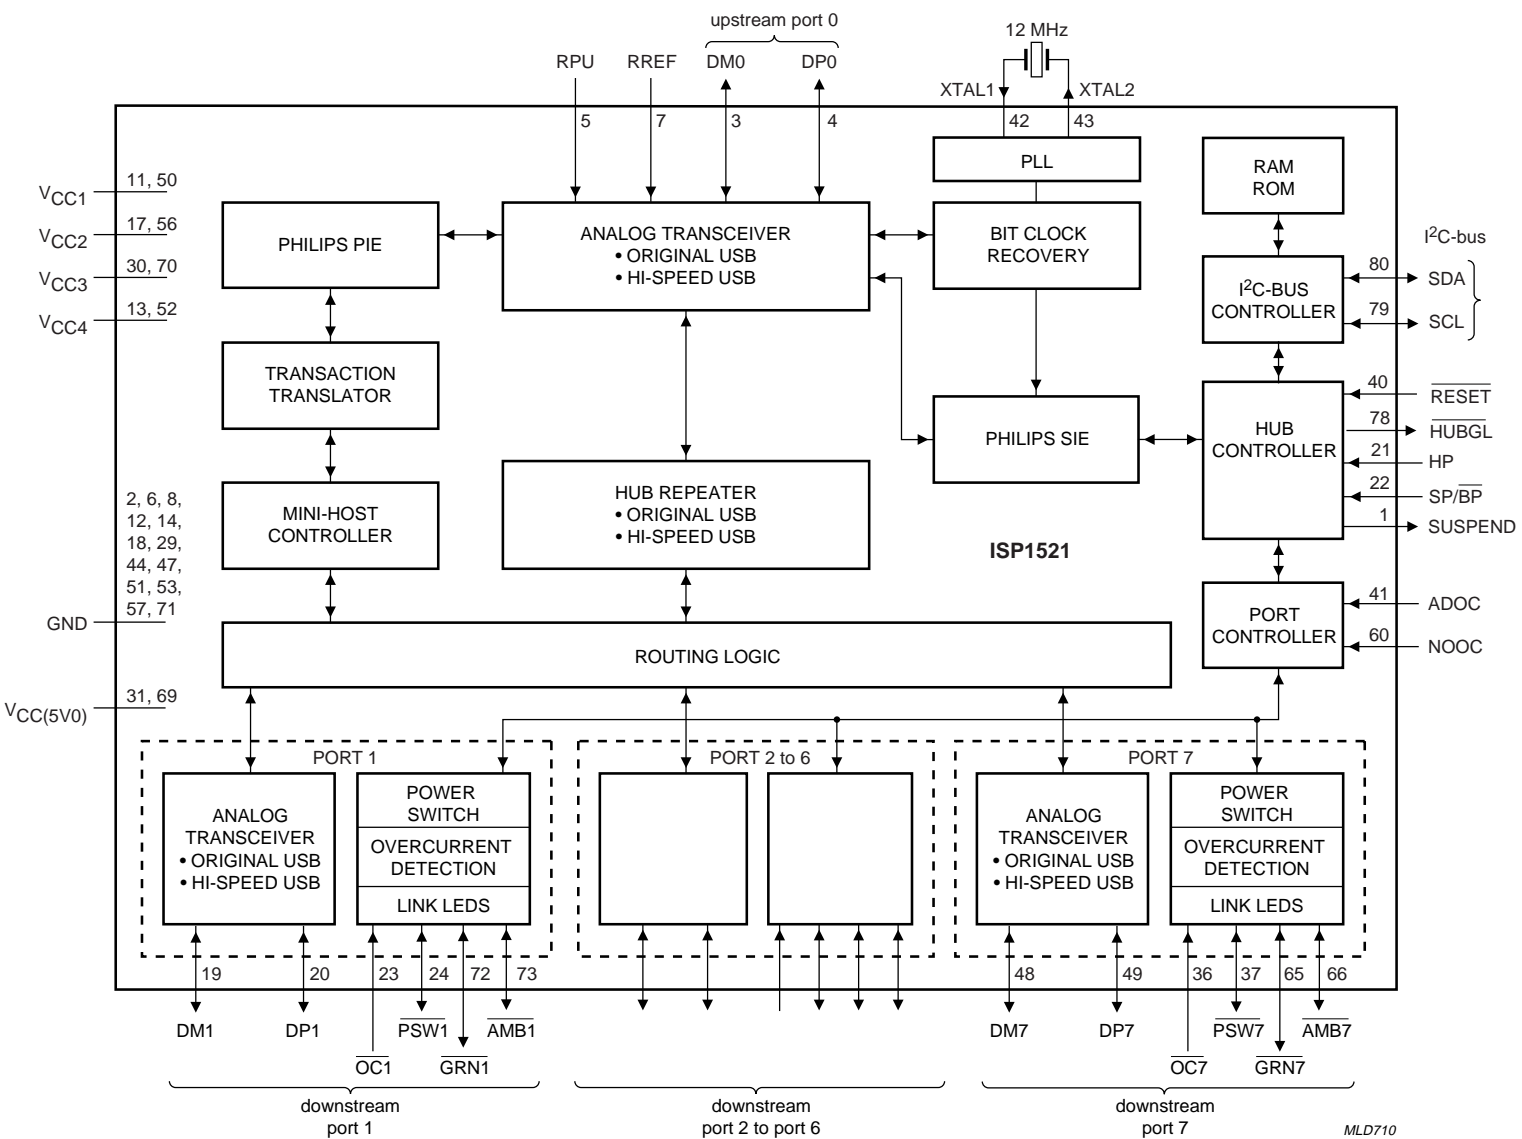 upstream port 0
12 MHz
RPU RREF DM0 DP0
XTAL1 XTAL2
5 7 3 4 42 43
PLL
RAM
ROM
VCC1 11, 50
VCC2 17, 56
VCC3 30, 70
VCC4 13, 52
PHILIPS PIE
ANALOG TRANSCEIVER
• ORIGINAL USB
• HI-SPEED USB
BIT CLOCK
RECOVERY
I²C-bus
I²C-BUS
CONTROLLER
80 SDA
79 SCL
TRANSACTION
TRANSLATOR
PHILIPS SIE
HUB
CONTROLLER
40 RESET
78 HUBGL
21 HP
22 SP/BP
1 SUSPEND
MINI-HOST
CONTROLLER
HUB REPEATER
• ORIGINAL USB
• HI-SPEED USB
ISP1521
2, 6, 8,
12, 14,
18, 29,
44, 47,
51, 53,
57, 71
GND
PORT
CONTROLLER
41 ADOC
60 NOOC
ROUTING LOGIC
31, 69
VCC(5V0)
PORT 1
ANALOG
TRANSCEIVER
• ORIGINAL USB
• HI-SPEED USB
POWER
SWITCH
OVERCURRENT
DETECTION
LINK LEDS
PORT 2 to 6
PORT 7
ANALOG
TRANSCEIVER
• ORIGINAL USB
• HI-SPEED USB
POWER
SWITCH
OVERCURRENT
DETECTION
LINK LEDS
19 20 23 24 72 73
48 49 36 37 65 66
DM1 DP1 PSW1 AMB1
OC1 GRN1
DM7 DP7 PSW7 AMB7
OC7 GRN7
downstream
port 1
downstream
port 2 to port 6
downstream
port 7
MLD710